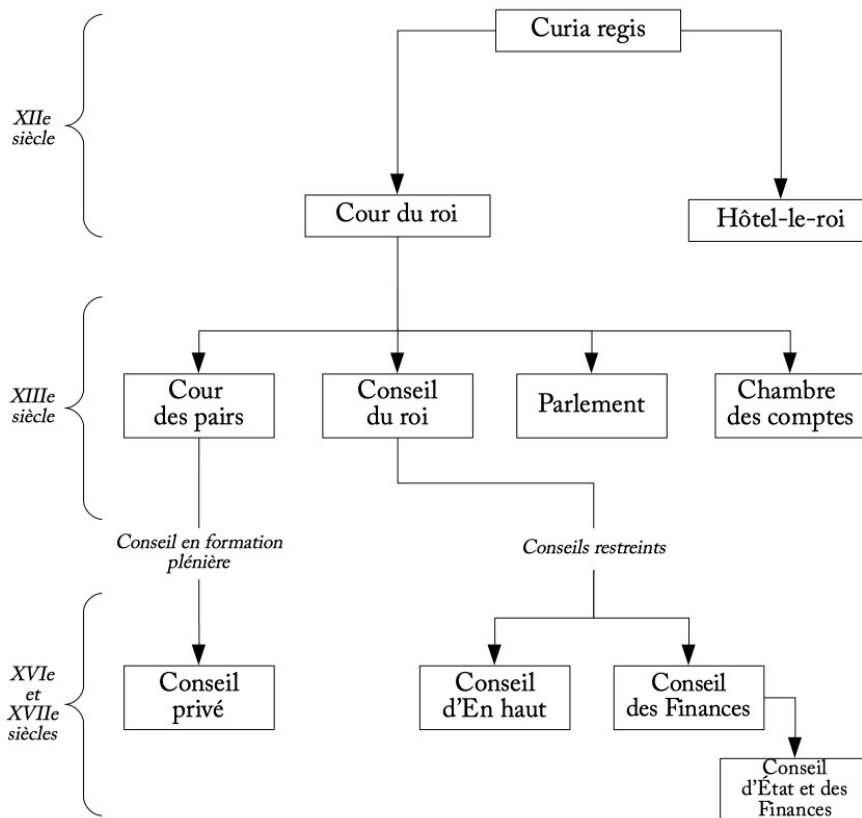 Curia regis
XIIe
siècle
Cour du roi
Hôtel-le-roi
XIIIe
siècle
Cour
des pairs
Conseil
du roi
Parlement
Chambre
des comptes
Conseil en formation
plénière
Conseils restreints
XVIe
et
XVIIe
siècles
Conseil
privé
Conseil
d'En haut
Conseil
des Finances
Conseil
d'État et des
Finances